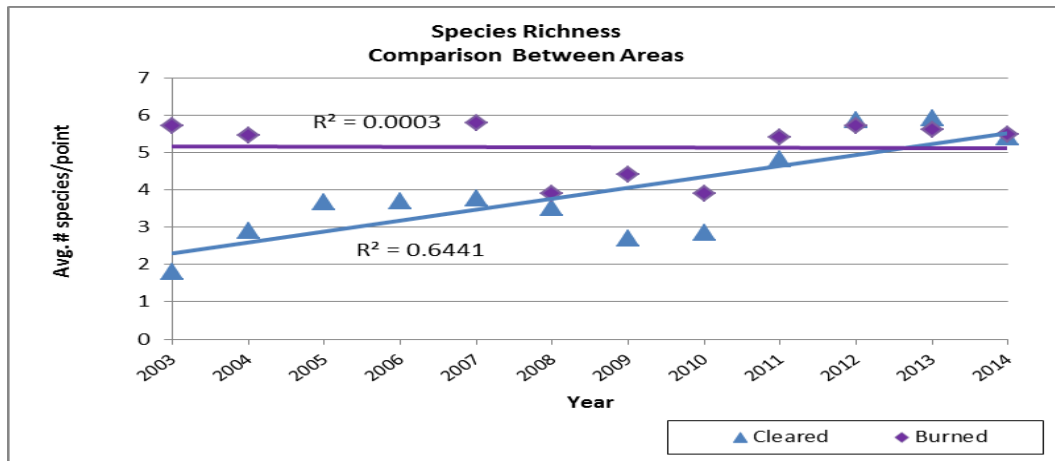 Species Richness
Comparison Between Areas
Avg. # species/point
7
6
5
4
3
2
1
0
R² = 0.0003
R² = 0.6441
2003
2004
2005
2006
2007
2008
2009
2010
2011
2012
2013
2014
Year
Cleared
Burned